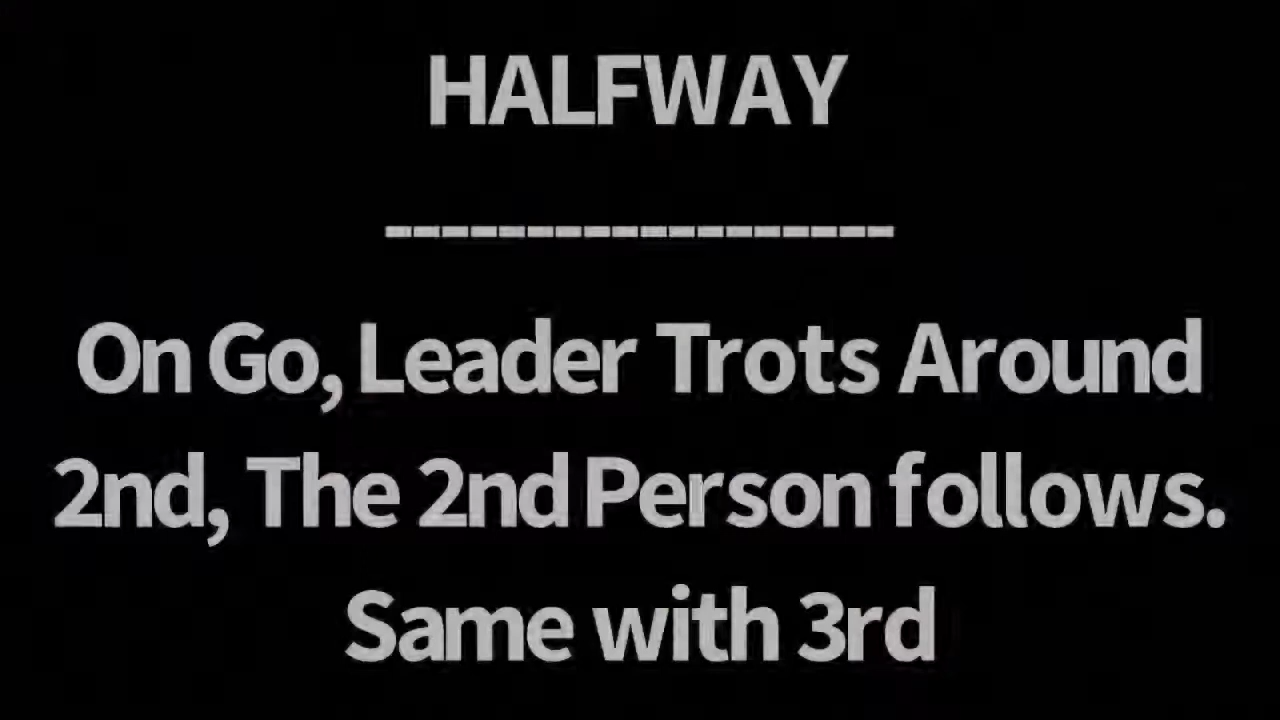 HALFWAY
------------------
On Go, Leader Trots Around
2nd, The 2nd Person follows.
Same with 3rd